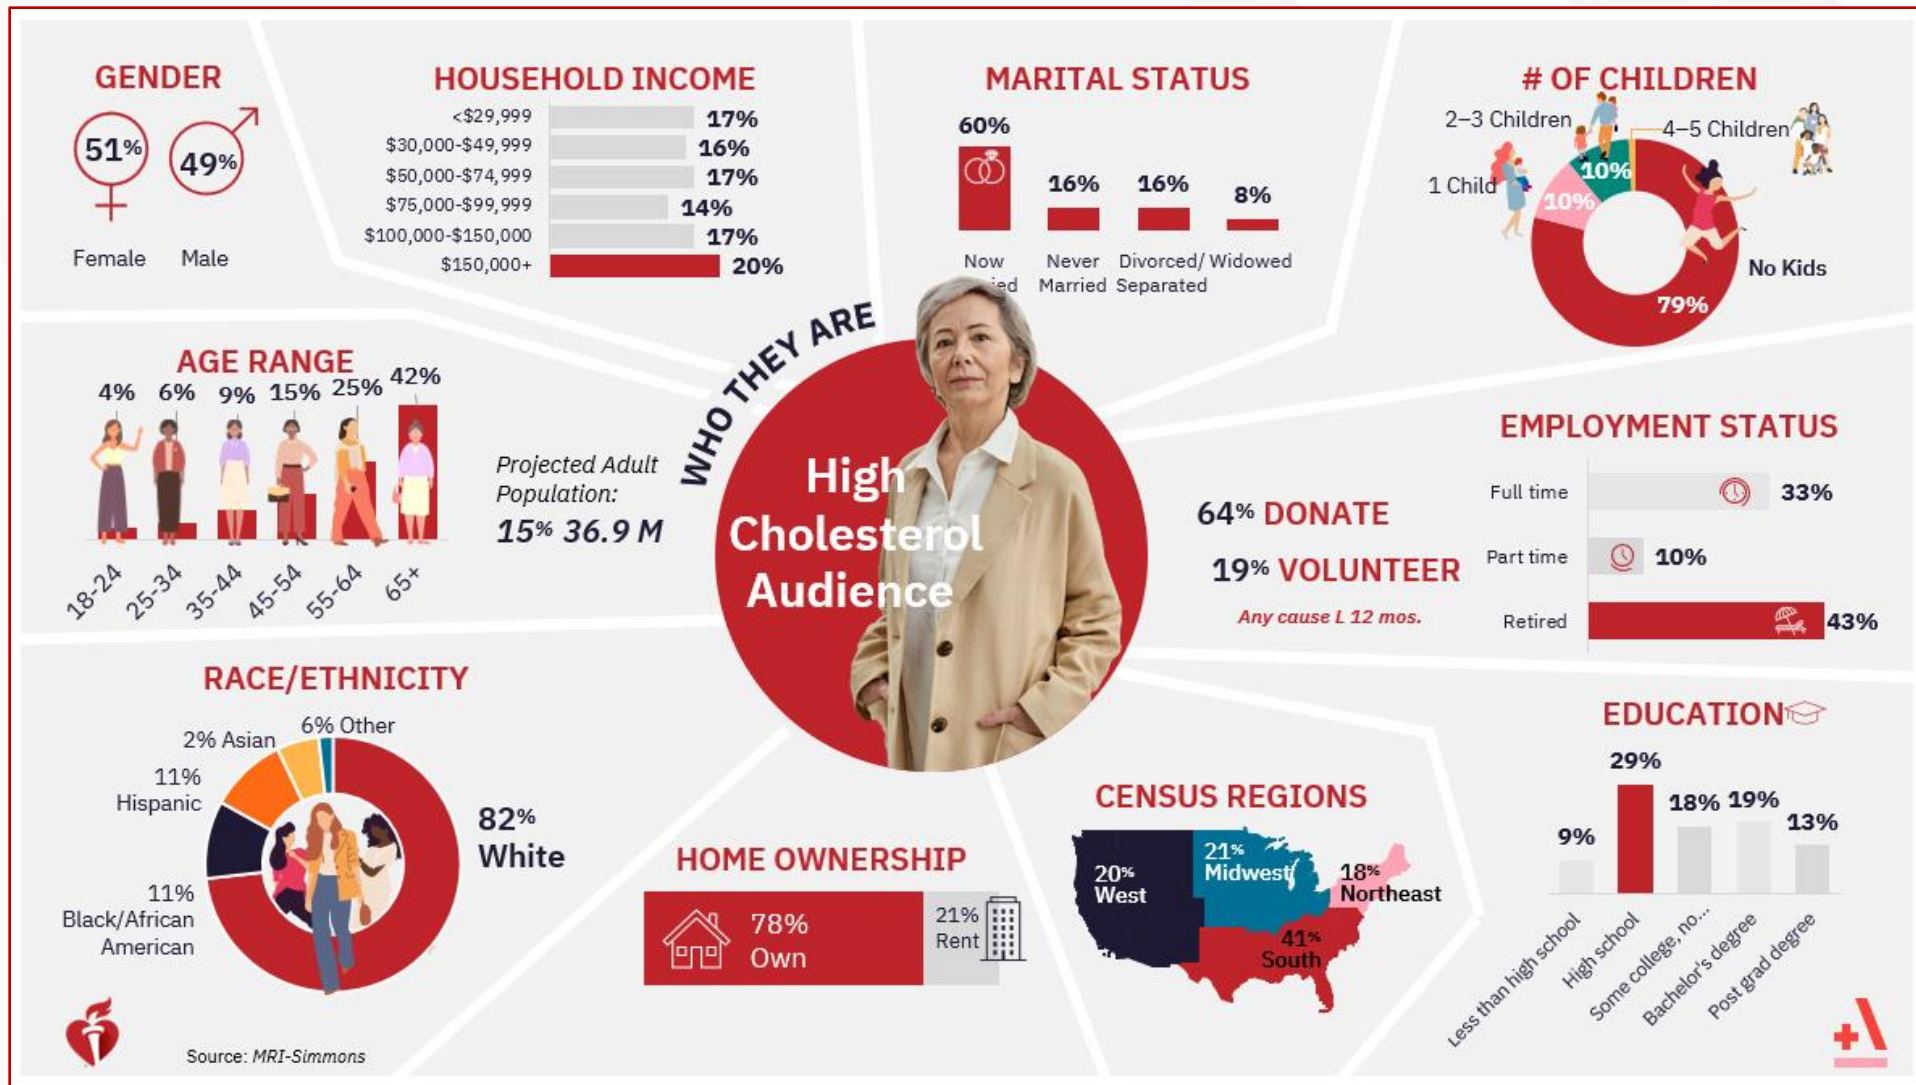 GENDER
51%
49%
Female
Male
HOUSEHOLD INCOME
<$29,999 17%
$30,000-$49,999 16%
$50,000-$74,999 17%
$75,000-$99,999 14%
$100,000-$150,000 17%
$150,000+ 20%
MARITAL STATUS
60%
16%
16%
8%
Now
Never
Married
Divorced/
Separated
Widowed
# OF CHILDREN
2–3 Children
4–5 Children
1 Child
10%
10%
No Kids
79%
AGE RANGE
4% 6% 9% 15% 25% 42%
18-24
25-34
35-44
45-54
55-64
65+
Projected Adult
Population:
15% 36.9 M
WHO THEY ARE
High
Cholesterol
Audience
64% DONATE
19% VOLUNTEER
Any cause L 12 mos.
EMPLOYMENT STATUS
Full time 33%
Part time 10%
Retired 43%
RACE/ETHNICITY
6% Other
2% Asian
11%
Hispanic
82%
White
11%
Black/African
American
HOME OWNERSHIP
78%
Own
21%
Rent
CENSUS REGIONS
20%
West
21%
Midwest
18%
Northeast
41%
South
EDUCATION
9%
29%
18%
19%
13%
Less than high school
High school
Some college, no...
Bachelor's degree
Post grad degree
Source: MRI-Simmons